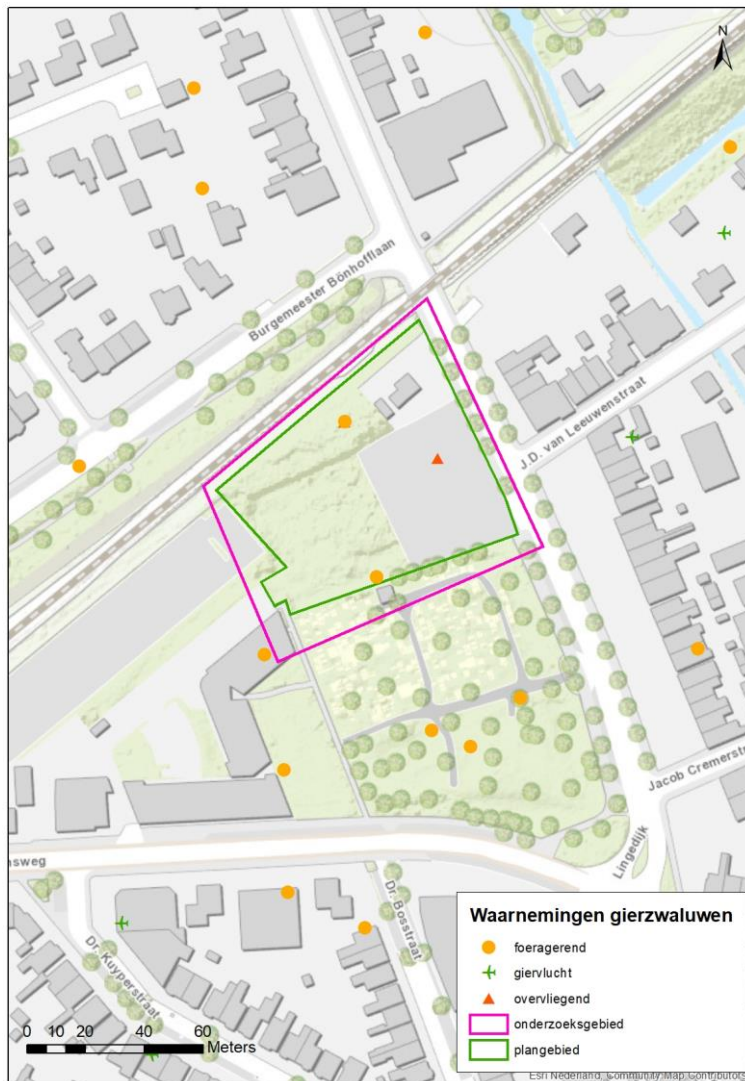 N
Burgemeester Bönhofflaan
J.D. van Leeuwenstraat
Jacob Cremerst
Lingedijk
nsweg
Dr. Bosstraat
Dr. Kuyperstraat
Waarnemingen gierzwaluwen
foeragerend
giervlucht
overvliegend
onderzoeksgebied
plangebied
0 10 20 40 60
Meters
Esri Nederland, Community Map Contributors